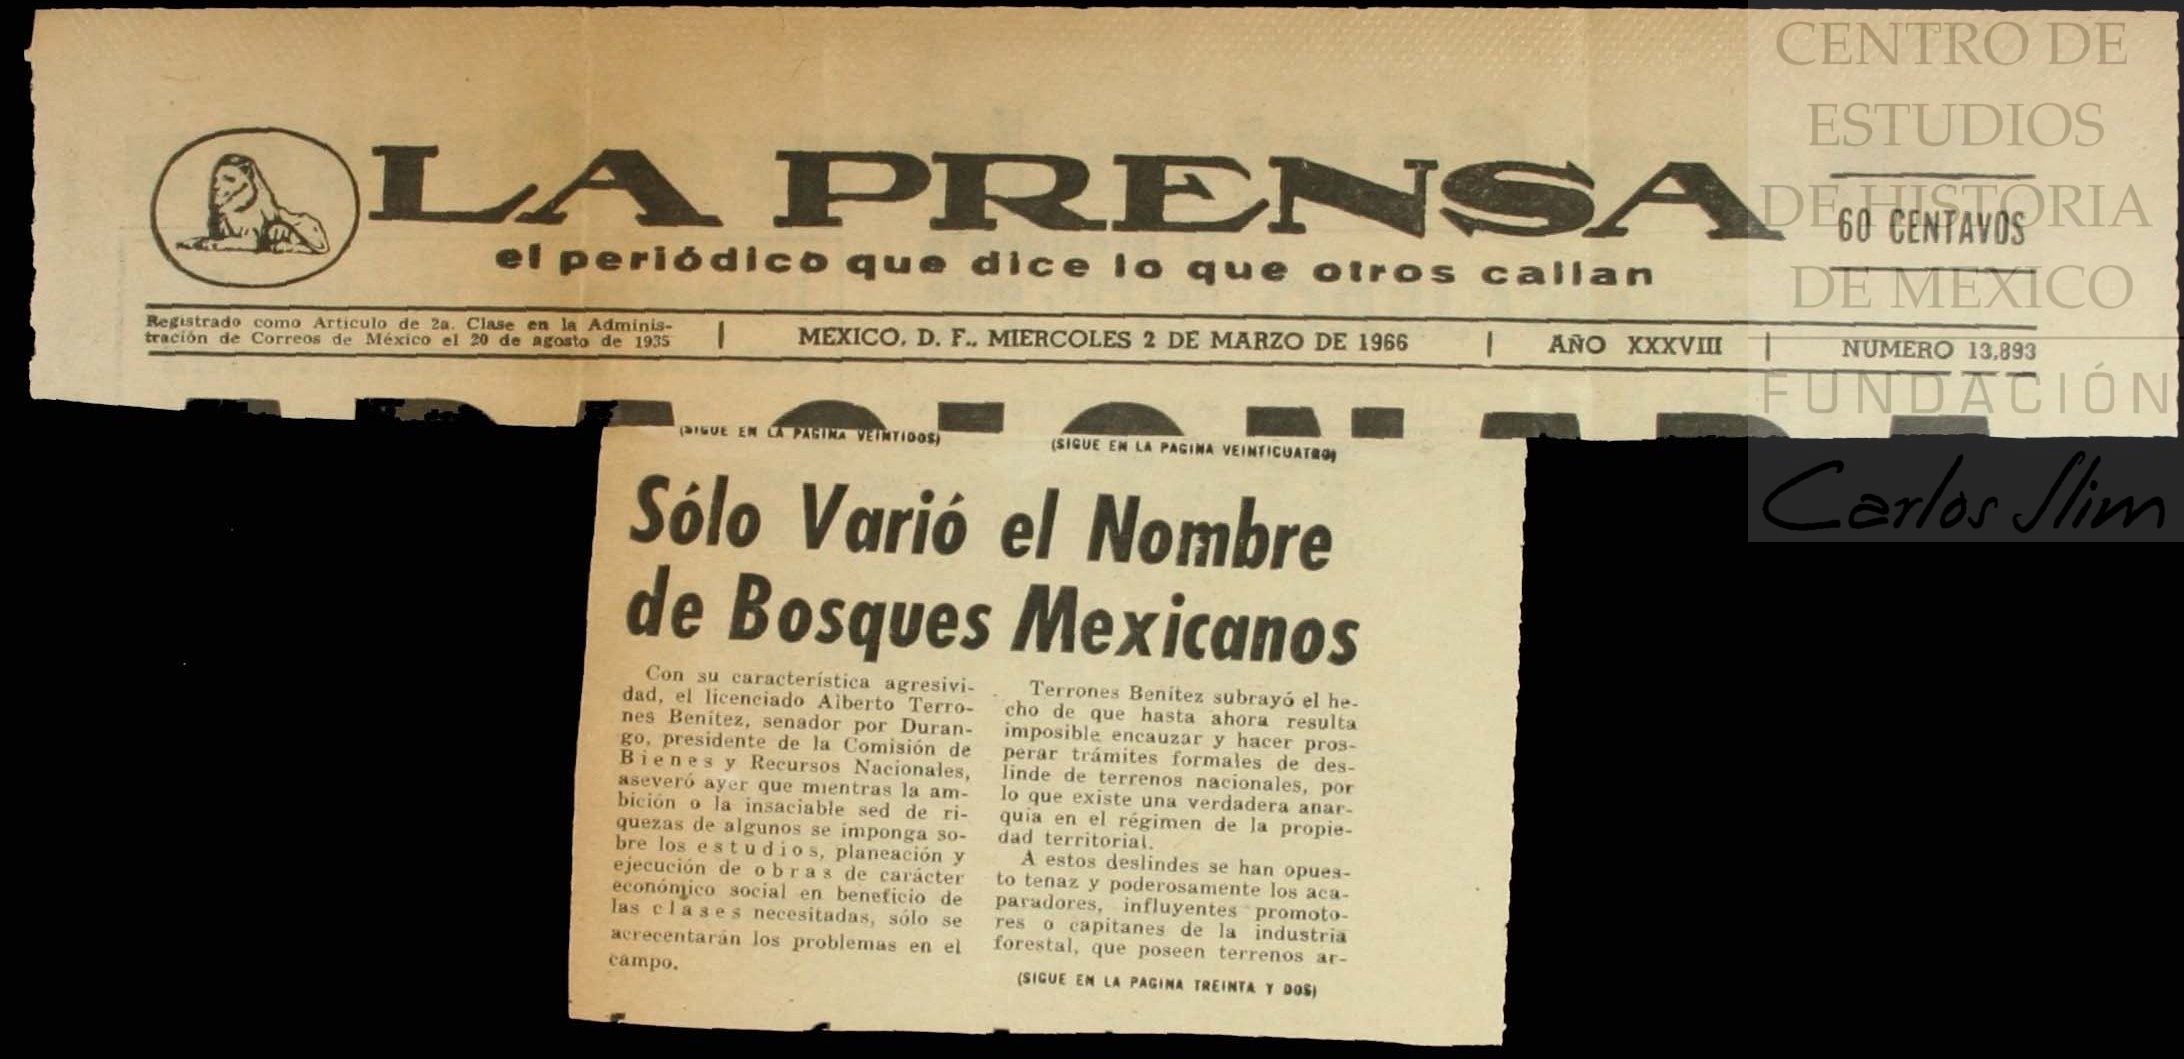 LA PRENSA
el periódico que dice lo que otros callan
60 CENTAVOS
Registrado como Artículo de 2a. Clase en la Adminis-
tración de Correos de México el 20 de agosto de 1935
MEXICO, D. F., MIERCOLES 2 DE MARZO DE 1966
AÑO XXXVIII
NUMERO 13,893
(SIGUE EN LA PAGINA VEINTIDOS)
(SIGUE EN LA PAGINA VEINTICUATRO)
Sólo Varió el Nombre
de Bosques Mexicanos
Con su característica agresivi-
dad, el licenciado Alberto Terro-
nes Benítez, senador por Duran-
go, presidente de la Comisión de
Bienes y Recursos Nacionales,
aseveró ayer que mientras la am-
bición o la insaciable sed de ri-
quezas de algunos se imponga so-
bre los estudios, planeación y
ejecución de obras de carácter
económico social en beneficio de
las clases necesitadas, sólo se
acrecentarán los problemas en el
campo.
Terrones Benítez subrayó el he-
cho de que hasta ahora resulta
imposible encauzar y hacer pros-
perar trámites formales de des-
linde de terrenos nacionales, por
lo que existe una verdadera anar-
quía en el régimen de la propie-
dad territorial.
A estos deslindes se han opues-
to tenaz y poderosamente los aca-
paradores, influyentes promoto-
res o capitanes de la industria
forestal, que poseen terrenos ar-
(SIGUE EN LA PAGINA TREINTA Y DOS)
CENTRO DE
ESTUDIOS
DE HISTORIA
DE MEXICO
FUNDACIÓN
Carlos Slim